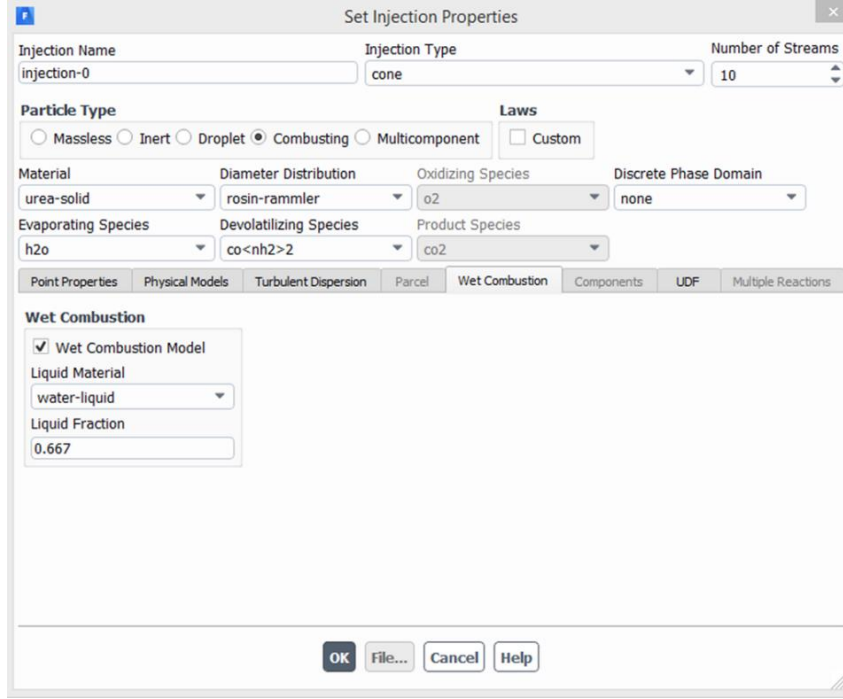 Set Injection Properties
Injection Name Injection Type Number of Streams
injection-0 cone 10
Particle Type Laws
Massless Inert Droplet Combusting Multicomponent Custom
Material Diameter Distribution Oxidizing Species Discrete Phase Domain
urea-solid rosin-rammler o2 none
Evaporating Species Devolatilizing Species Product Species
h2o co<nh2>2 co2
Point Properties Physical Models Turbulent Dispersion Parcel Wet Combustion Components UDF Multiple Reactions
Wet Combustion
Wet Combustion Model
Liquid Material
water-liquid
Liquid Fraction
0.667
OK File... Cancel Help